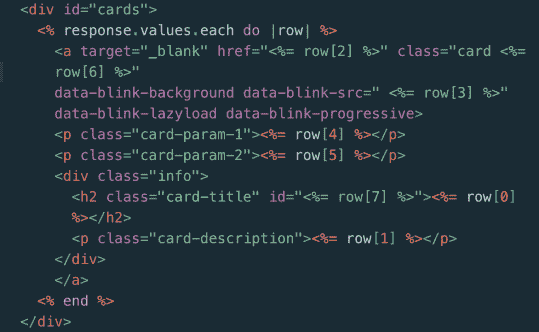 <div id="cards">
<% response.values.each do |row| %>
<a target="_blank" href="<%= row[2] %>" class="card <%=
row[6] %>"
data-blink-background data-blink-src=" <%= row[3] %>"
data-blink-lazyload data-blink-progressive>
<p class="card-param-1"><%= row[4] %></p>
<p class="card-param-2"><%= row[5] %></p>
<div class="info">
<h2 class="card-title" id="<%= row[7] %>"><%= row[0]
%></h2>
<p class="card-description"><%= row[1] %></p>
</div>
</a>
<% end %>
</div>